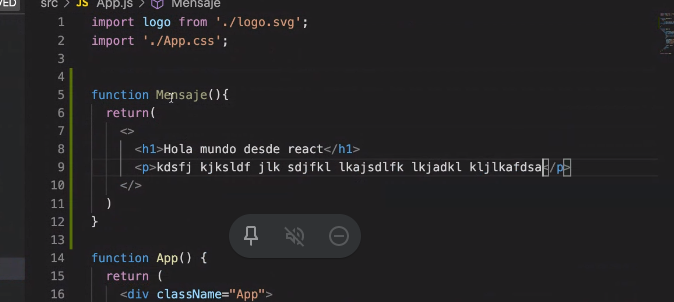 VED src > JS App.js > Mensaje
1 import logo from './logo.svg';
2 import './App.css';
3
4
5 function Mensaje(){
6 return(
7 <>
8 <h1>Hola mundo desde react</h1>
9 <p>kdsfj kjksldf jlk sdjfkl lkajsdlfk lkjadkl kljlkafdsa</p>
10 </>
11 )
12 }
13
14 function App() {
15 return (
16 <div className="App">